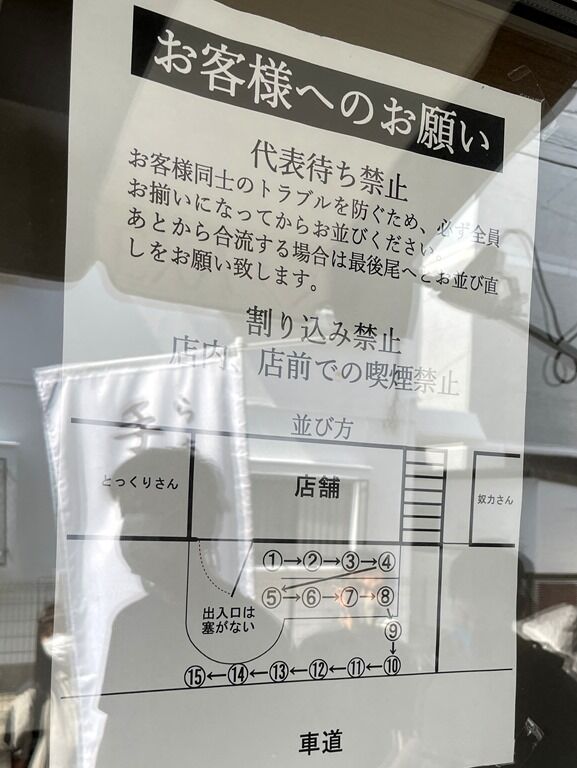 お客様へのお願い
代表待ち禁止
お客様同士のトラブルを防ぐため、必ず全員
お揃いになってからお並びください。
あとから合流する場合は最後尾へとお並び直
しをお願い致します。
割り込み禁止
店内、店前での喫煙禁止
並び方
とっくりさん
店舗
奴力さん
①→②→③→④
⑤→⑥→⑦→⑧
出入口は
塞がない
⑨
↓
⑮←⑭←⑬←⑫←⑪←⑩
車道